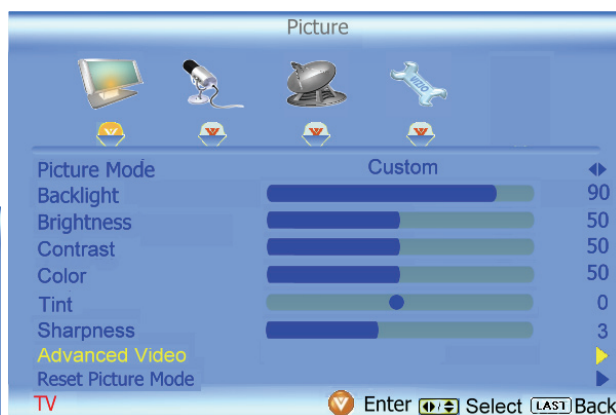 Picture
VIZIO
Picture Mode Custom
Backlight 90
Brightness 50
Contrast 50
Color 50
Tint 0
Sharpness 3
Advanced Video
Reset Picture Mode
TV Enter Select LAST Back